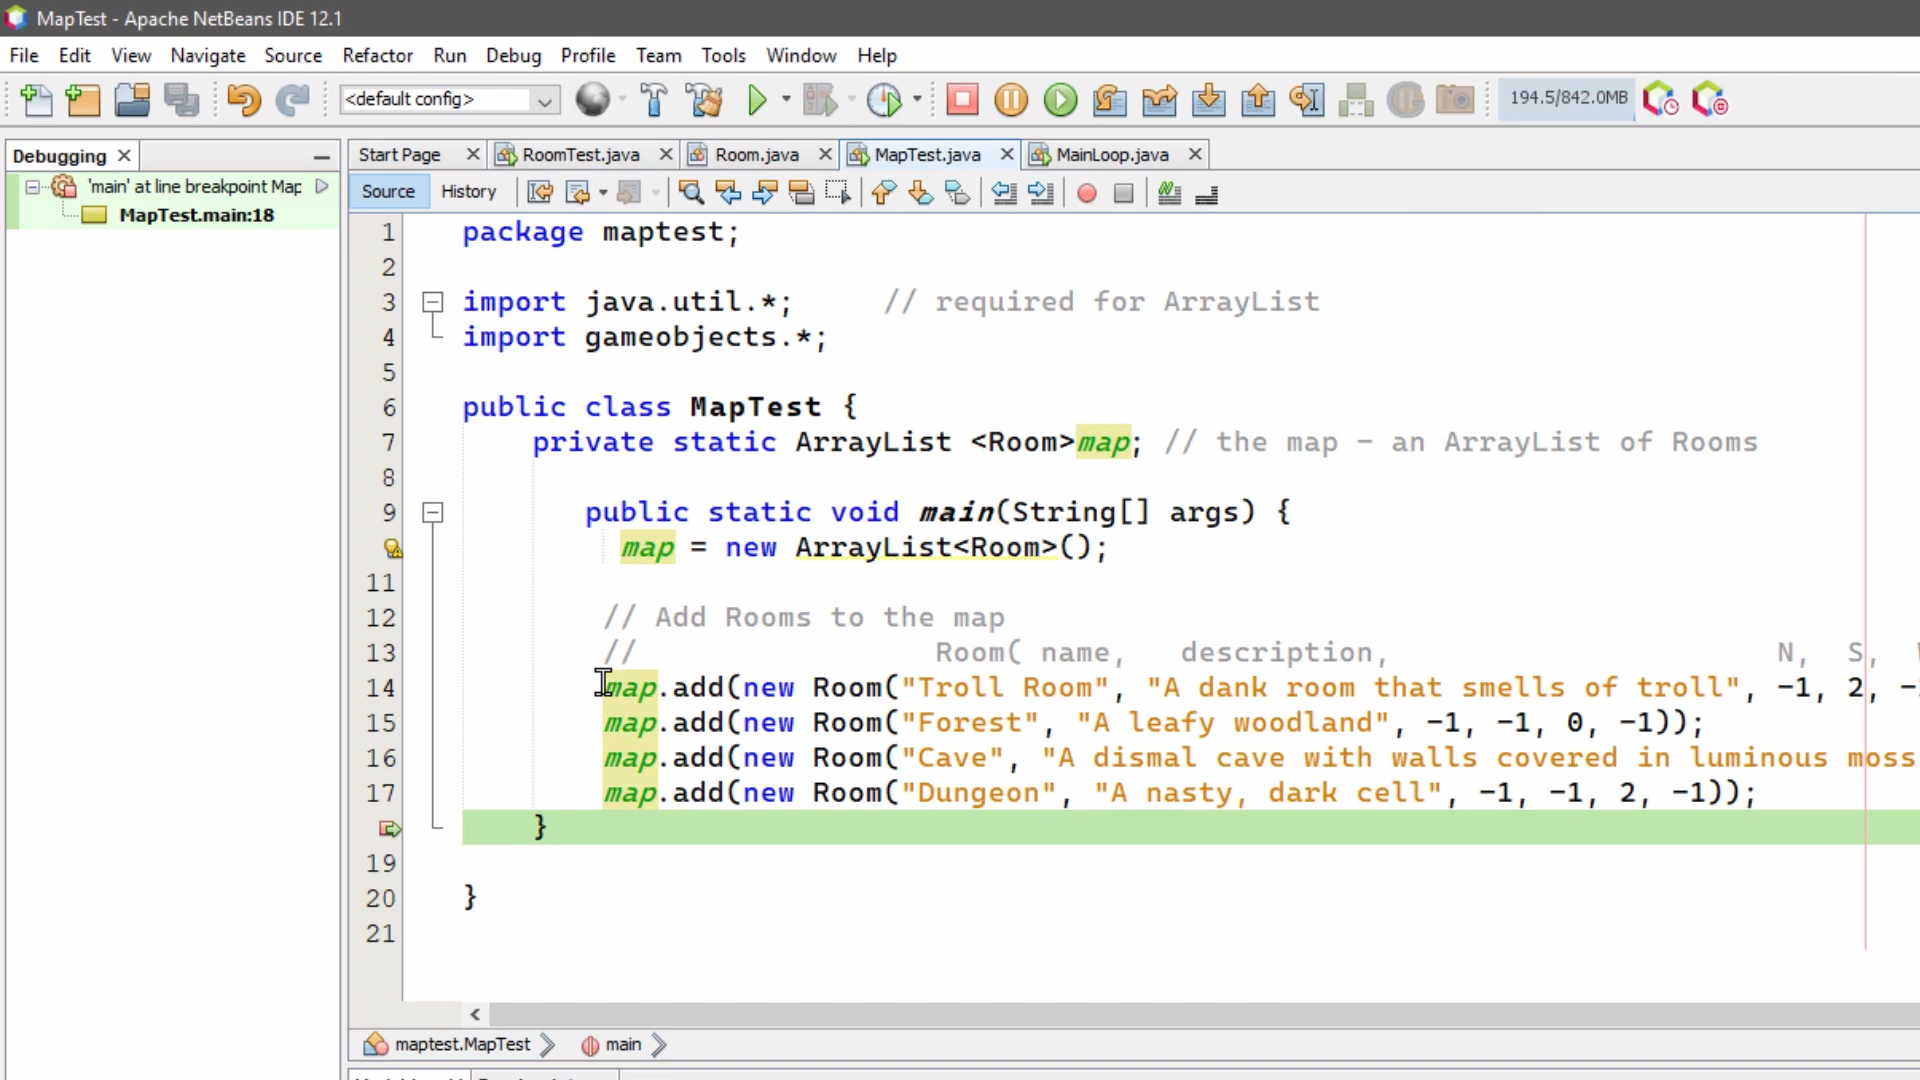 MapTest - Apache NetBeans IDE 12.1
File Edit View Navigate Source Refactor Run Debug Profile Team Tools Window Help
<default config> 194.5/842.0MB
Debugging
'main' at line breakpoint Map
MapTest.main:18
Start Page RoomTest.java Room.java MapTest.java MainLoop.java
Source History
1 package maptest;
2
3 import java.util.*; // required for ArrayList
4 import gameobjects.*;
5
6 public class MapTest {
7 private static ArrayList <Room>map; // the map - an ArrayList of Rooms
8
9 public static void main(String[] args) {
map = new ArrayList<Room>();
11
12 // Add Rooms to the map
13 // Room( name, description, N, S,
14 map.add(new Room("Troll Room", "A dank room that smells of troll", -1, 2, -
15 map.add(new Room("Forest", "A leafy woodland", -1, -1, 0, -1));
16 map.add(new Room("Cave", "A dismal cave with walls covered in luminous moss
17 map.add(new Room("Dungeon", "A nasty, dark cell", -1, -1, 2, -1));
}
19
20 }
21
maptest.MapTest main